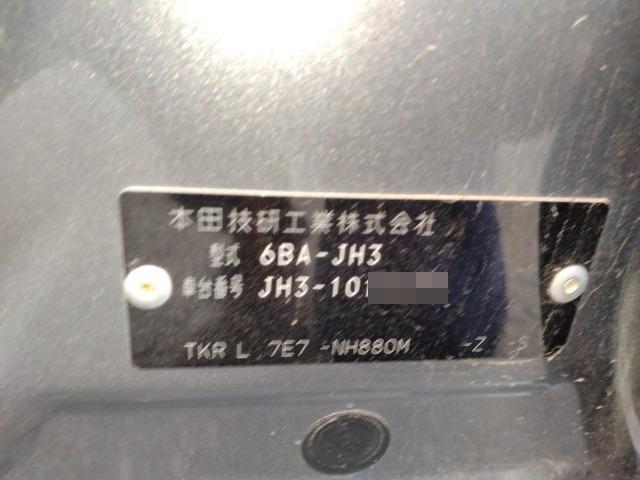 本田技研工業株式会社
型式 6BA-JH3
車台番号 JH3-101
TKR L 7E7 -NH880M -Z -S